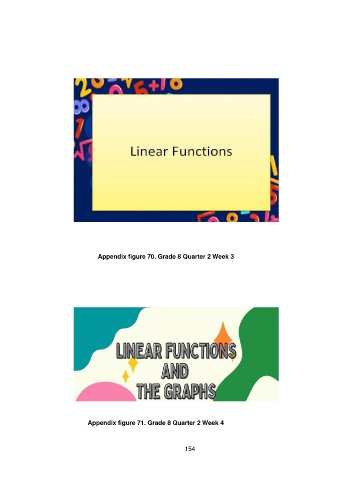 Linear Functions
Appendix figure 70. Grade 8 Quarter 2 Week 3
LINEAR FUNCTIONS
AND
THE GRAPHS
Appendix figure 71. Grade 8 Quarter 2 Week 4
154